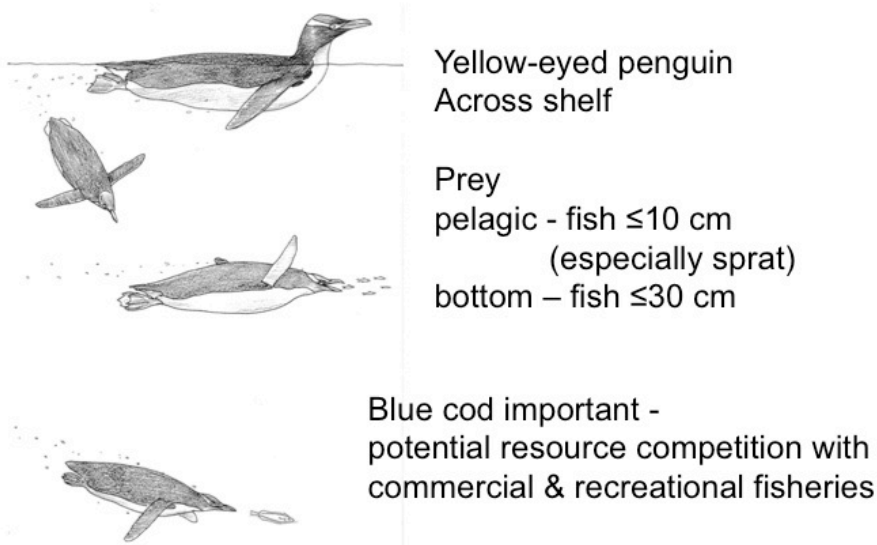 Yellow-eyed penguin
Across shelf
Prey
pelagic - fish ≤10 cm
(especially sprat)
bottom – fish ≤30 cm
Blue cod important -
potential resource competition with
commercial & recreational fisheries